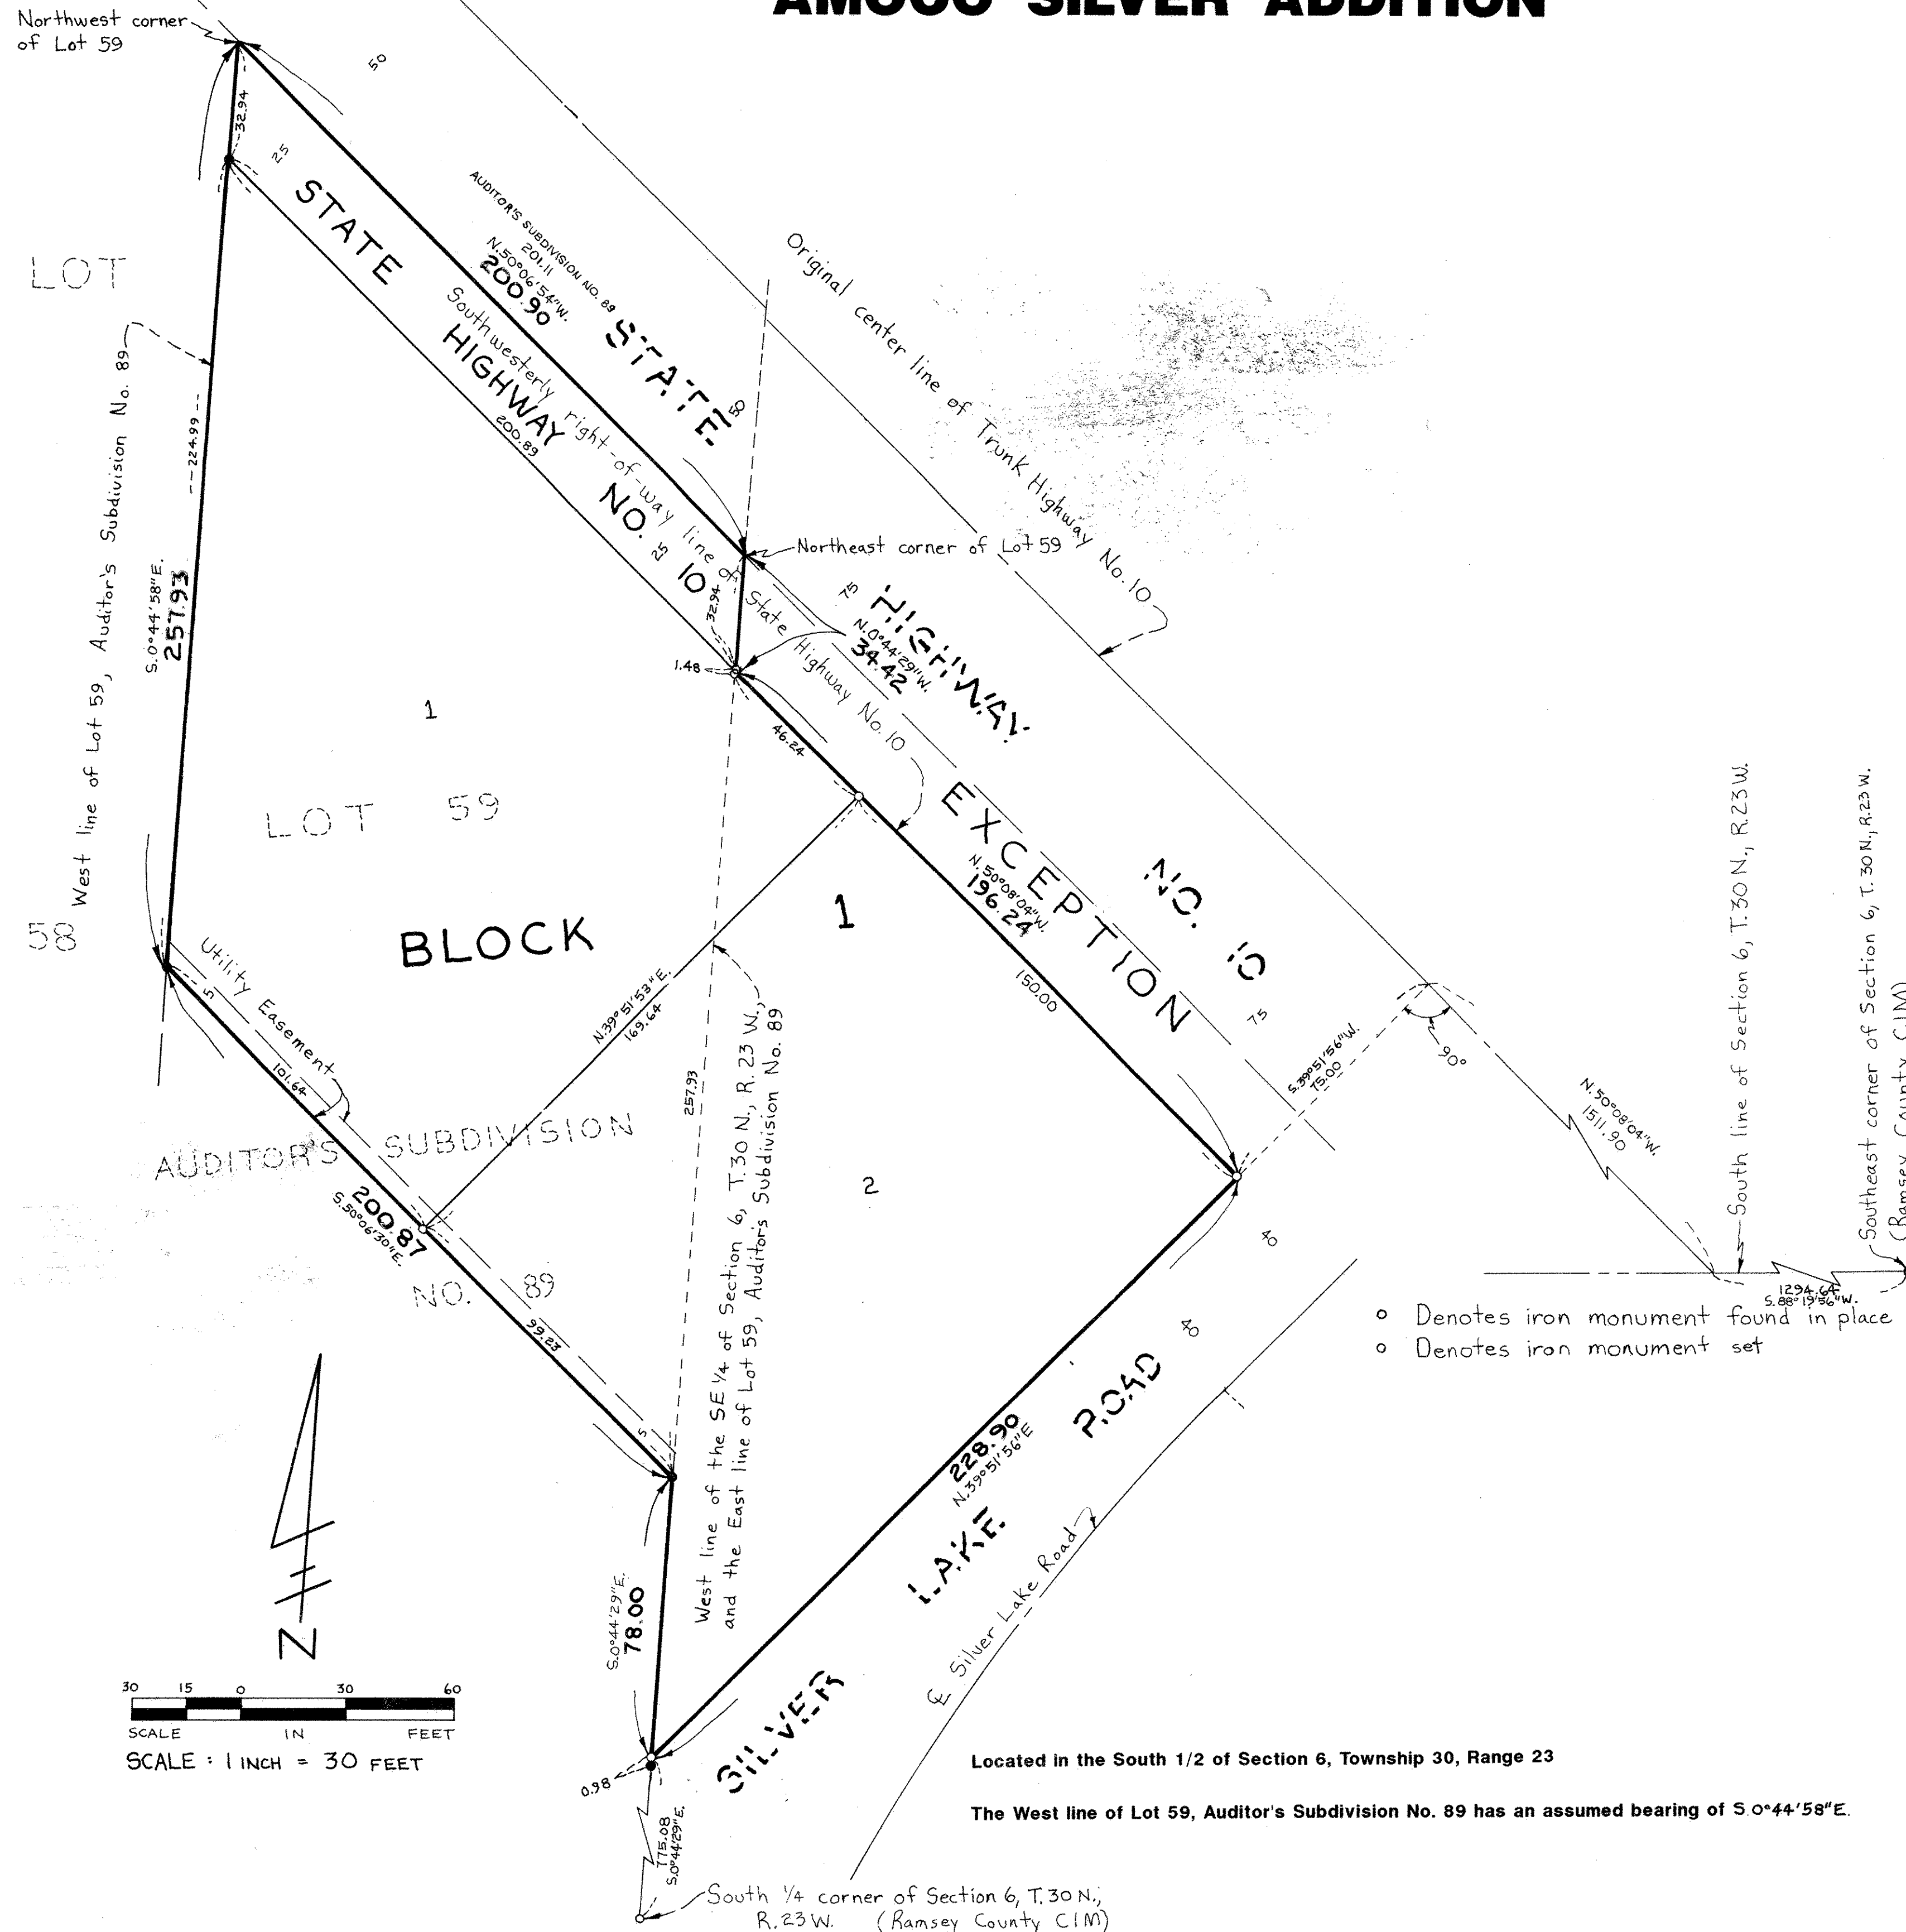 AMOCO SILVER ADDITION
Northwest corner
of Lot 59
50
32.94
25
STATE
AUDITOR'S SUBDIVISION NO. 89
201.11
N.50°06'54"W.
200.90
STATE
50
Original center line of Trunk Highway No. 10
LOT
58
West line of Lot 59, Auditor's Subdivision No. 89
224.99
S.0°44'58"E.
257.93
Southwesterly right-of-way line of State Highway No. 10
HIGHWAY
200.89
NO. 10
25
Northeast corner of Lot 59
32.94
1.48
75
HIGHWAY
N.0°44'29"W.
34.42
46.24
1
LOT 59
BLOCK 1
EXCEPTION
N.50°08'04"W.
196.24
150.00
NO. 10
75
Utility Easement
5
101.64
N.39°51'53"E.
169.64
257.93
West line of the SE 1/4 of Section 6, T.30 N., R. 23 W.,
and the East line of Lot 59, Auditor's Subdivision No. 89
S.39°51'56"W.
75.00
90°
N.50°08'04"W.
1511.90
South line of Section 6, T.30 N., R.23W.
Southeast corner of Section 6, T.30 N., R.23 W.
(Ramsey County CIM)
1294.64
S.88°19'56"W.
AUDITOR'S SUBDIVISION
NO. 89
200.87
S.50°06'30"E.
99.23
5
2
40
40
o Denotes iron monument found in place
o Denotes iron monument set
228.90
N.39°51'56"E
SILVER LAKE ROAD
℄ Silver Lake Road
S.0°44'29"E.
78.00
0.98
775.08
S.0°44'29"E.
South 1/4 corner of Section 6, T.30 N.,
R.23W. (Ramsey County CIM)
N
30 15 0 30 60
SCALE IN FEET
SCALE : 1 INCH = 30 FEET
Located in the South 1/2 of Section 6, Township 30, Range 23
The West line of Lot 59, Auditor's Subdivision No. 89 has an assumed bearing of S.0°44'58"E.